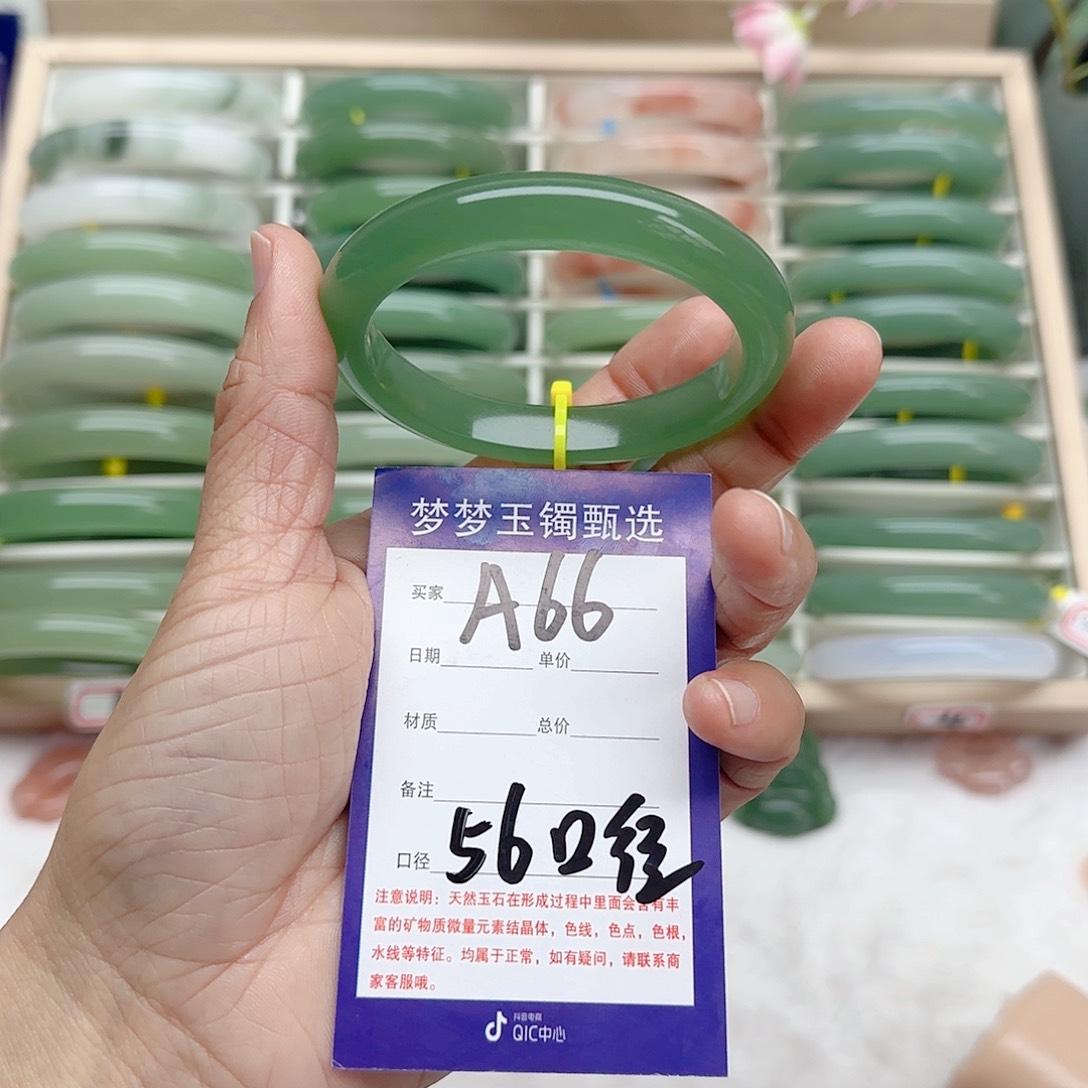 梦梦玉镯甄选
买家 A66
日期 单价
材质 总价
备注
口径 56口径
注意说明：天然玉石在形成过程中里面会含有丰
富的矿物质微量元素结晶体，色线，色点，色根，
水线等特征。均属于正常，如有疑问，请联系商
家客服哦。
抖音电商
QIC中心